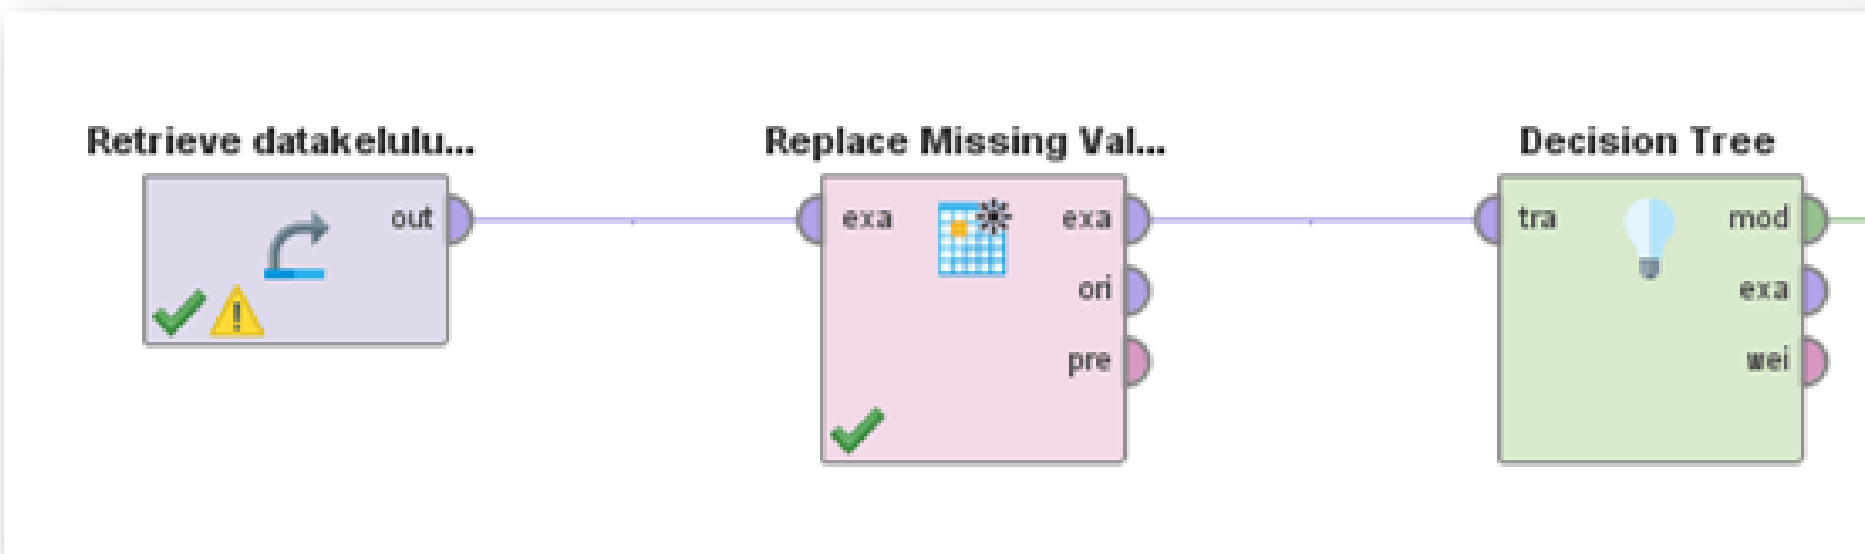 Retrieve datakelulu...
Replace Missing Val...
Decision Tree
out
exa
exa
tra
mod
ori
exa
pre
wei